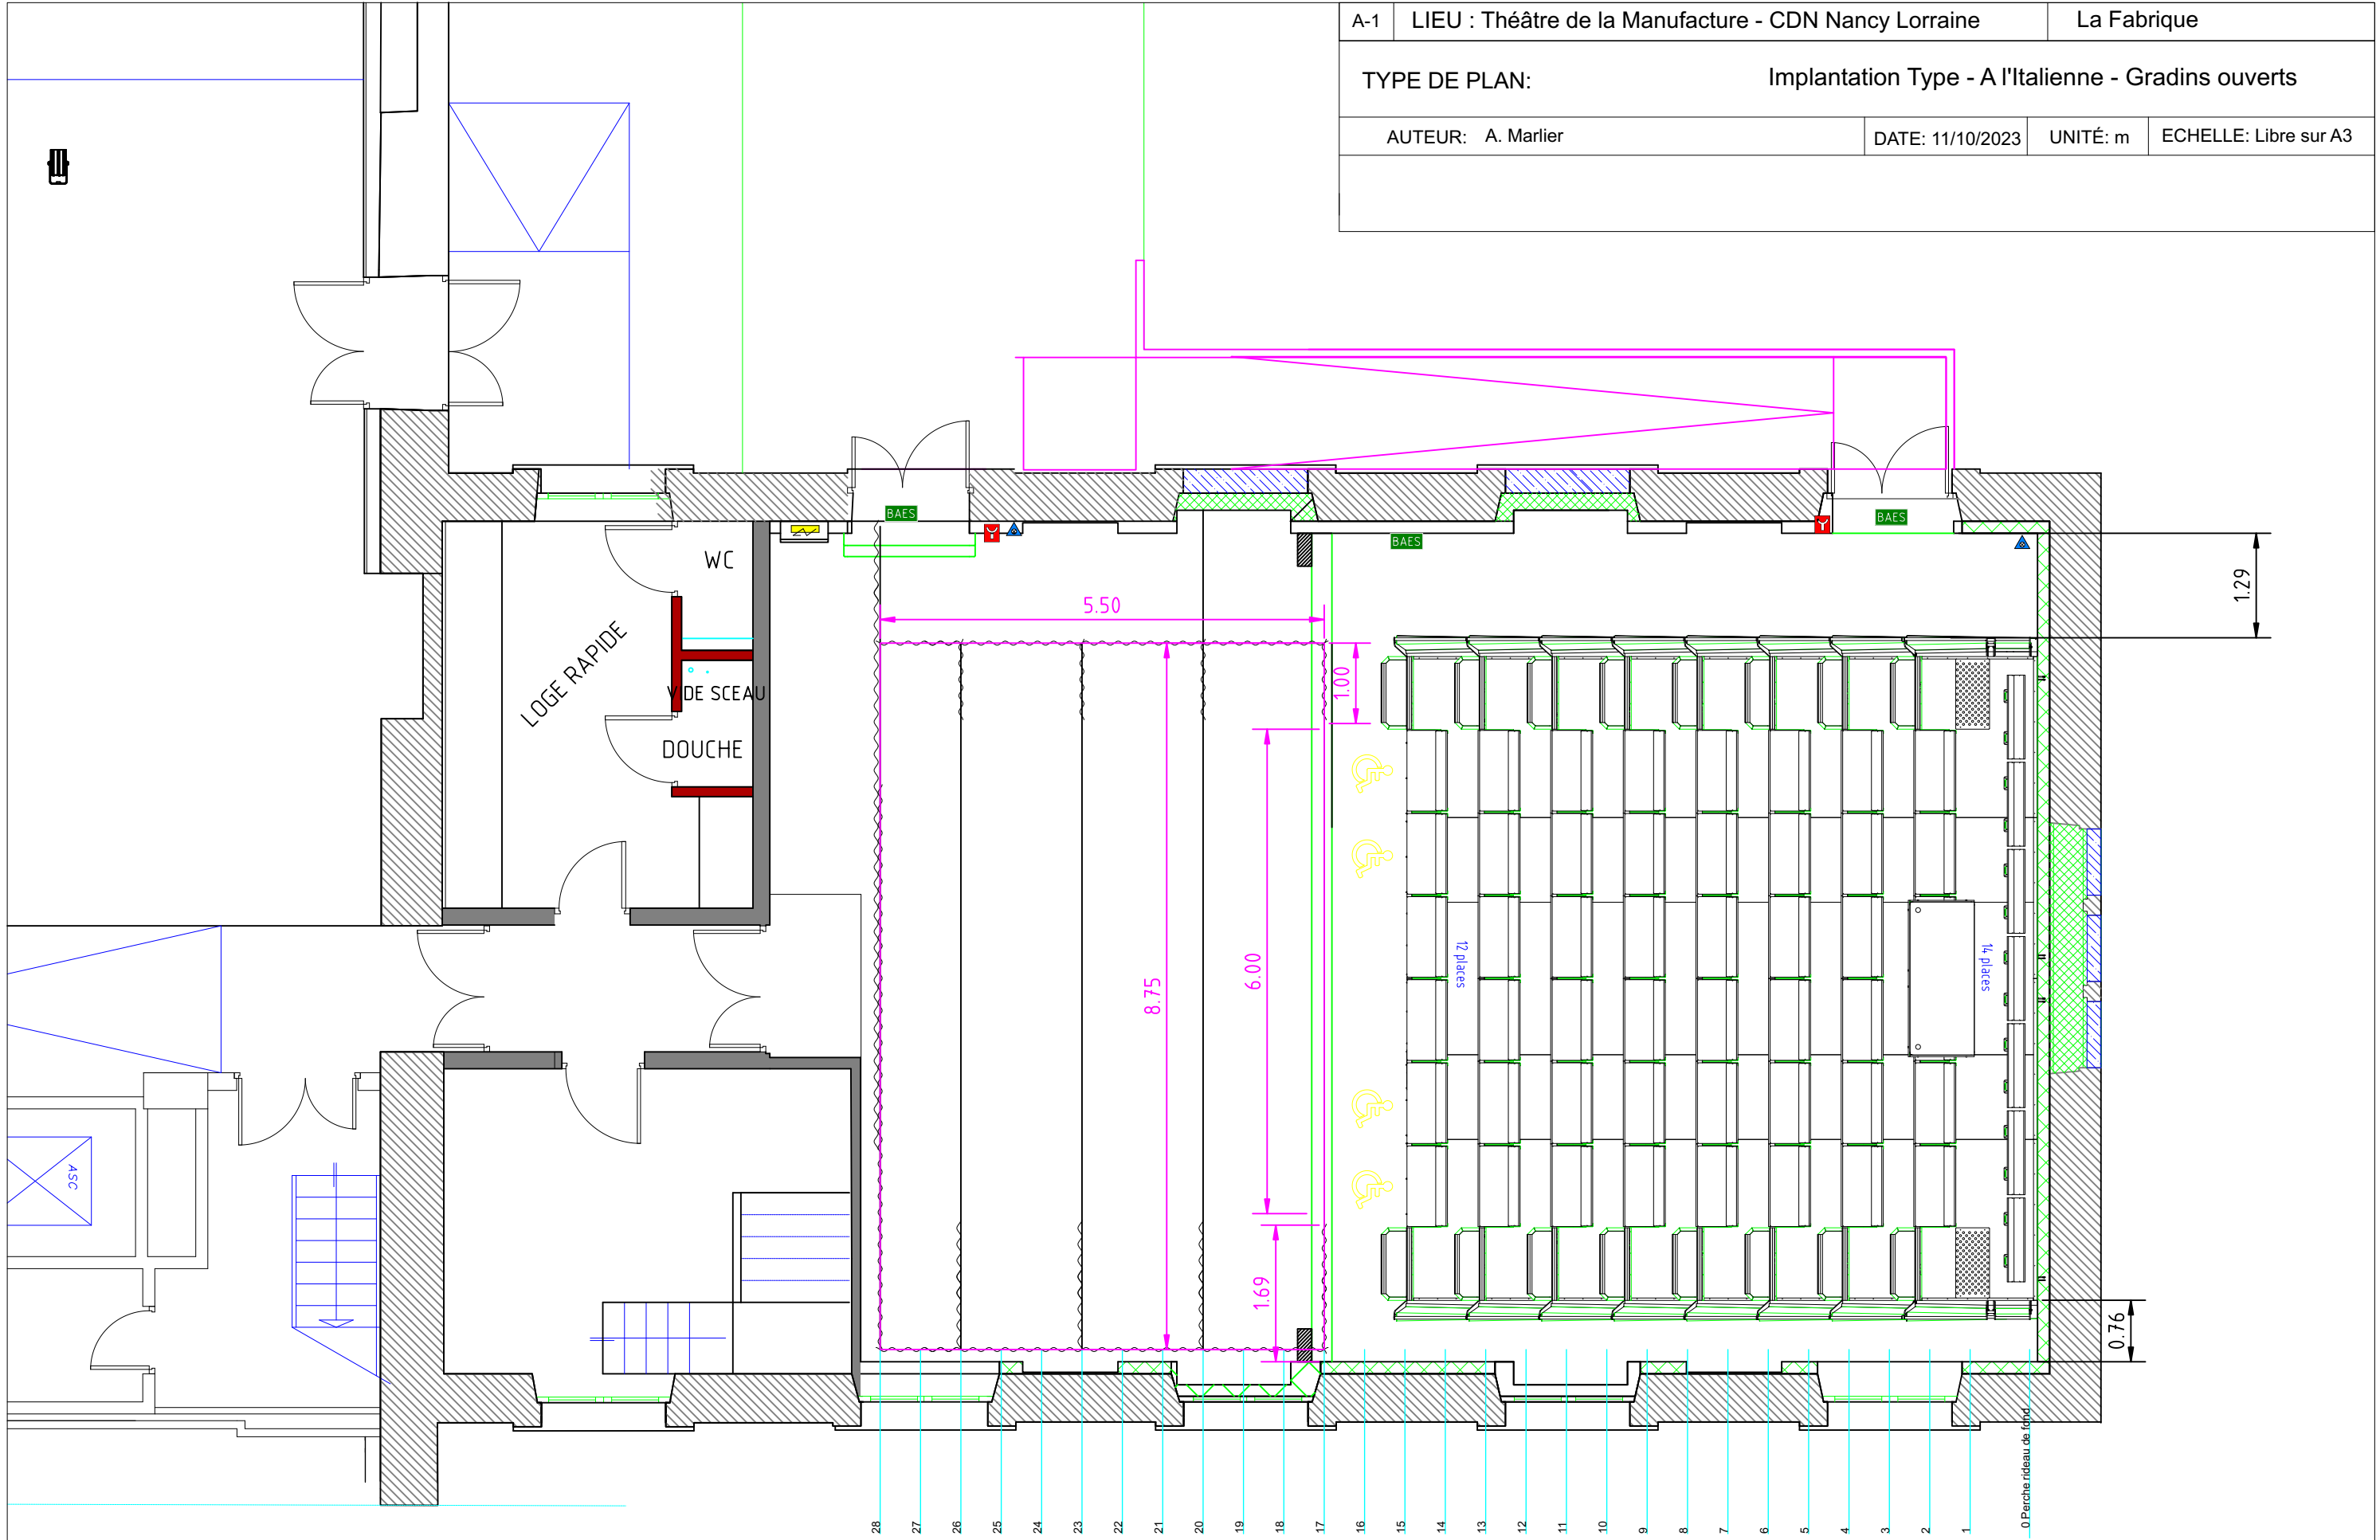 A-1 LIEU : Théâtre de la Manufacture - CDN Nancy Lorraine La Fabrique
TYPE DE PLAN: Implantation Type - A l'Italienne - Gradins ouverts
AUTEUR: A. Marlier DATE: 11/10/2023 UNITÉ: m ECHELLE: Libre sur A3
BAES
BAES
BAES
WC
LOGE RAPIDE
VIDE SCEAU
DOUCHE
5.50
1.00
1.29
8.75
6.00
1.69
0.76
12 places
14 places
ASC
28 27 26 25 24 23 22 21 20 19 18 17 16 15 14 13 12 11 10 9 8 7 6 5 4 3 2 1 0 Perche rideau de fond